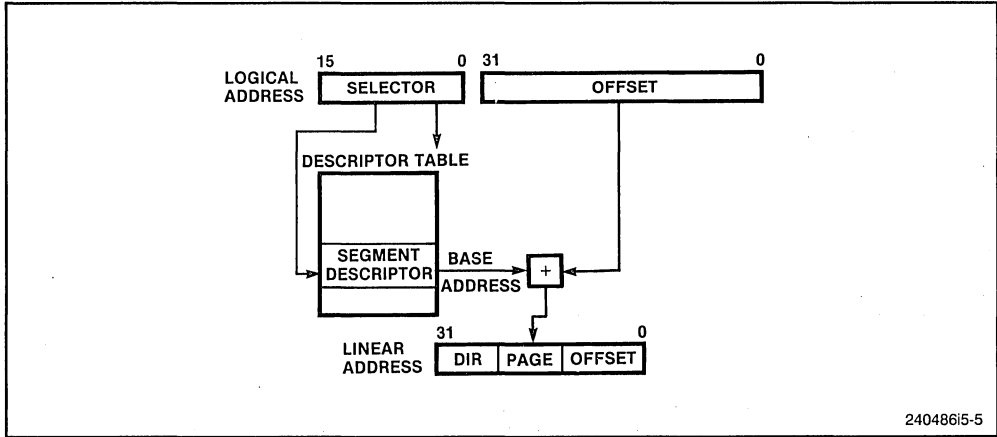 15 0 31 0
LOGICAL
ADDRESS
SELECTOR
OFFSET
DESCRIPTOR TABLE
SEGMENT
DESCRIPTOR
BASE
ADDRESS
+
31 0
LINEAR
ADDRESS
DIR PAGE OFFSET
240486i5-5